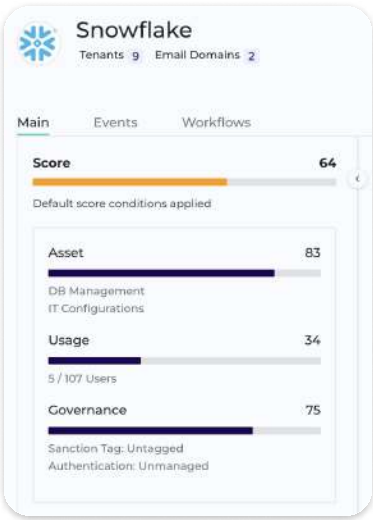 Snowflake
Tenants 9 Email Domains 2
Main Events Workflows
Score 64
Default score conditions applied
Asset 83
DB Management
IT Configurations
Usage 34
5 / 107 Users
Governance 75
Sanction Tag: Untagged
Authentication: Unmanaged